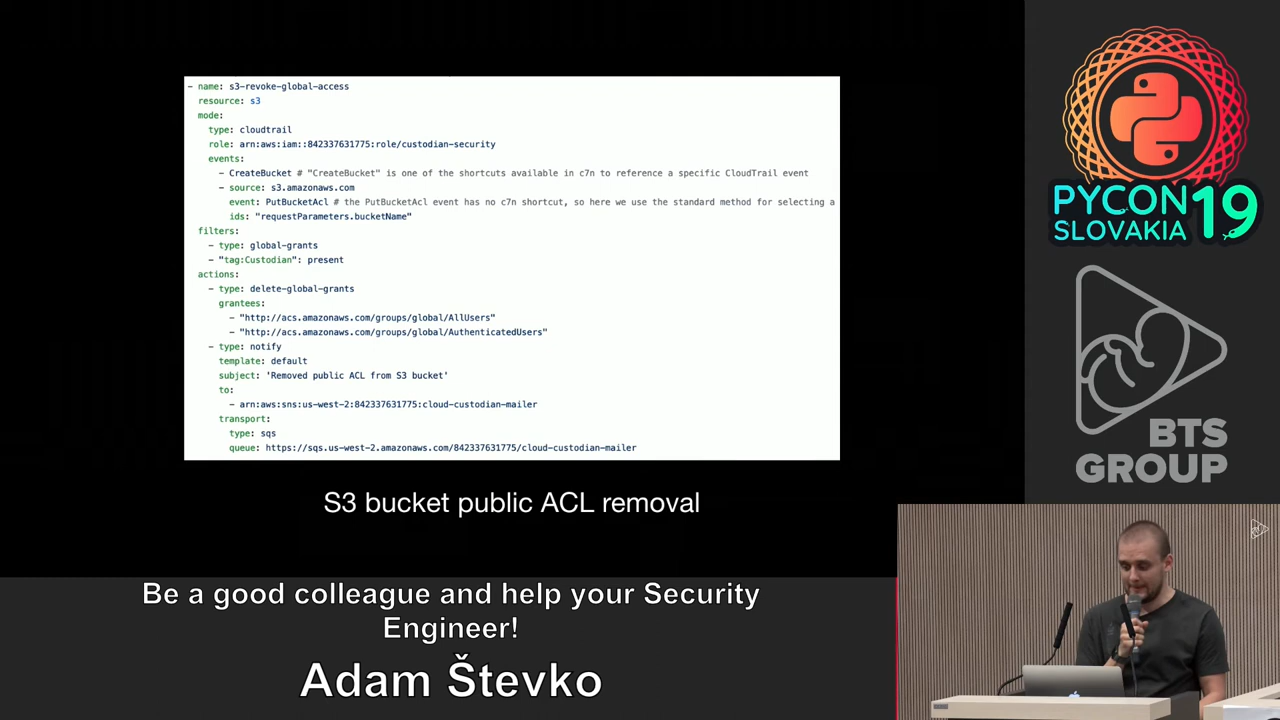 - name: s3-revoke-global-access
resource: s3
mode:
type: cloudtrail
role: arn:aws:iam::842337631775:role/custodian-security
events:
- CreateBucket # "CreateBucket" is one of the shortcuts available in c7n to reference a specific CloudTrail event
- source: s3.amazonaws.com
event: PutBucketAcl # the PutBucketAcl event has no c7n shortcut, so here we use the standard method for selecting a
ids: "requestParameters.bucketName"
filters:
- type: global-grants
- "tag:Custodian": present
actions:
- type: delete-global-grants
grantees:
- "http://acs.amazonaws.com/groups/global/AllUsers"
- "http://acs.amazonaws.com/groups/global/AuthenticatedUsers"
- type: notify
template: default
subject: 'Removed public ACL from S3 bucket'
to:
- arn:aws:sns:us-west-2:842337631775:cloud-custodian-mailer
transport:
type: sqs
queue: https://sqs.us-west-2.amazonaws.com/842337631775/cloud-custodian-mailer
S3 bucket public ACL removal
Be a good colleague and help your Security
Engineer!
Adam Števko
PYCON
SLOVAKIA
19
BTS
GROUP